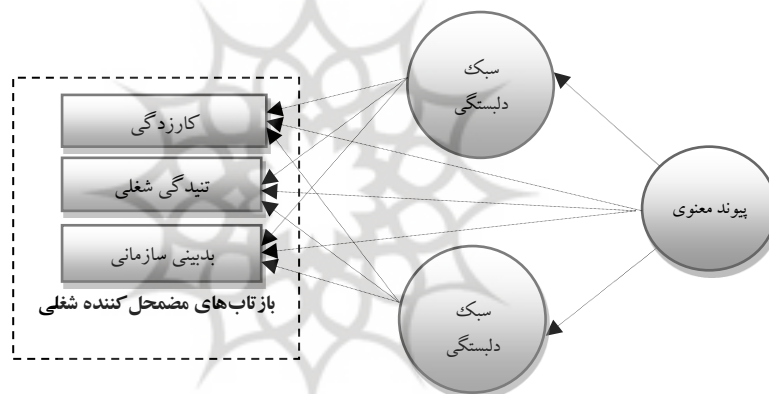 سبک
دلبستگی
پیوند معنوی
کارزدگی
تنیدگی شغلی
بدبینی سازمانی
بازتاب‌های مضمحل کننده شغلی
سبک
دلبستگی